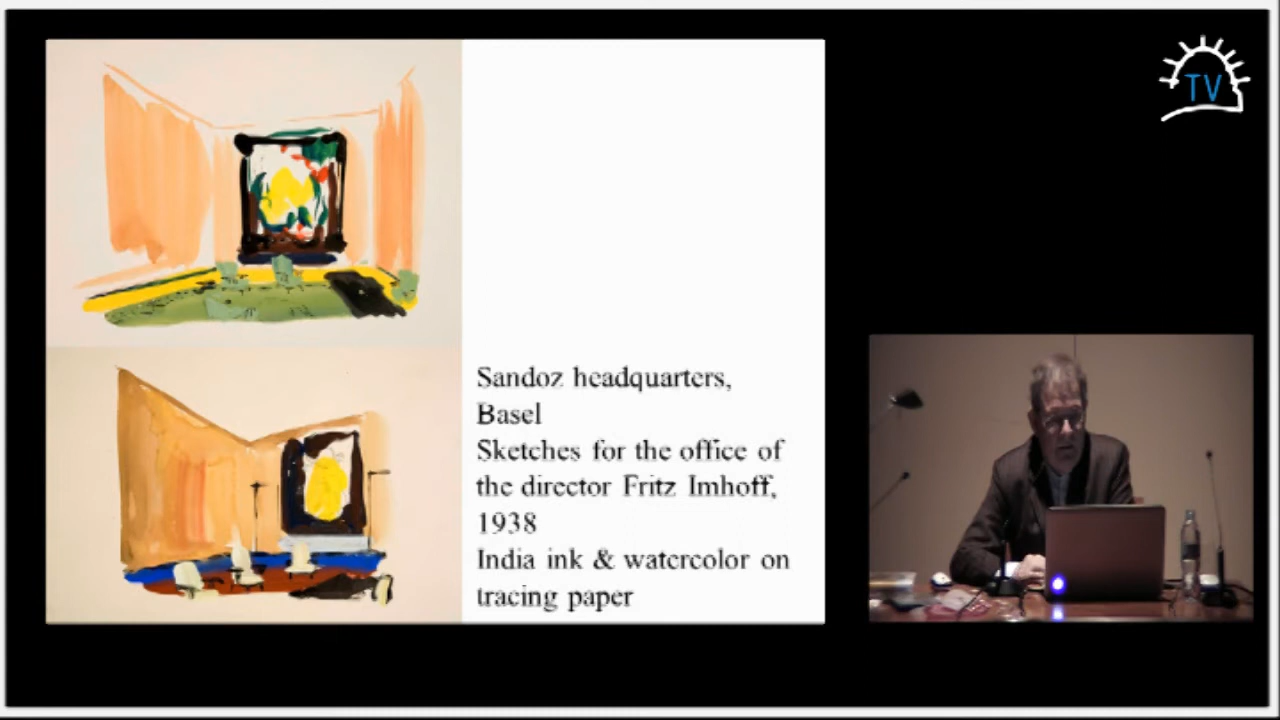 TV
Sandoz headquarters,
Basel
Sketches for the office of
the director Fritz Imhoff,
1938
India ink & watercolor on
tracing paper